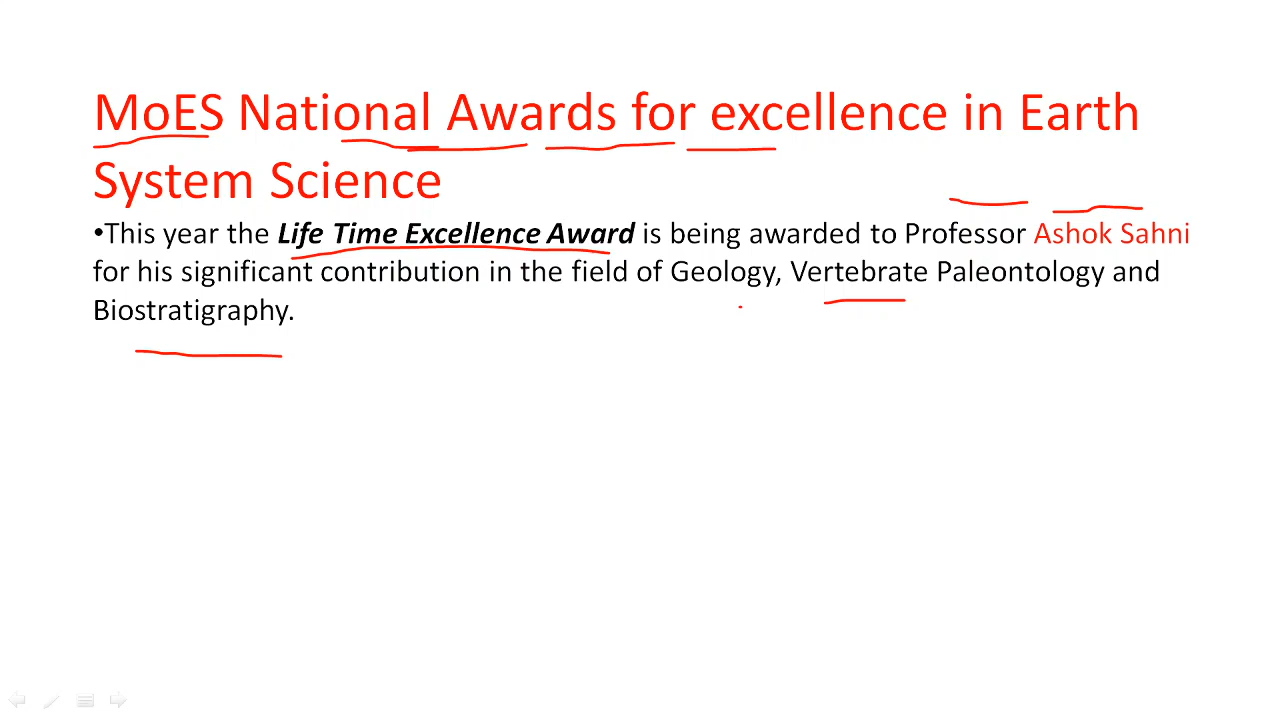 MoES National Awards for excellence in Earth
System Science
•This year the Life Time Excellence Award is being awarded to Professor Ashok Sahni
for his significant contribution in the field of Geology, Vertebrate Paleontology and
Biostratigraphy.